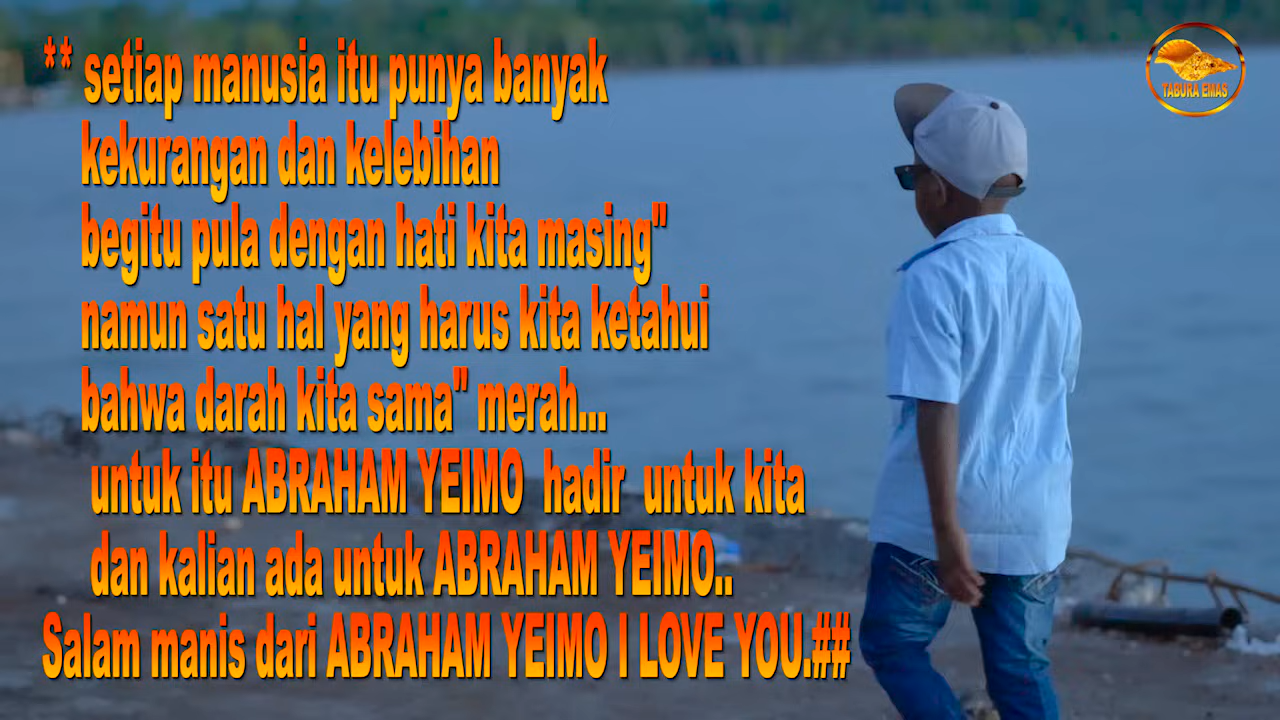 ** setiap manusia itu punya banyak
kekurangan dan kelebihan
begitu pula dengan hati kita masing"
namun satu hal yang harus kita ketahui
bahwa darah kita sama" merah...
untuk itu ABRAHAM YEIMO hadir untuk kita
dan kalian ada untuk ABRAHAM YEIMO..
Salam manis dari ABRAHAM YEIMO I LOVE YOU.##
TABURA EMAS